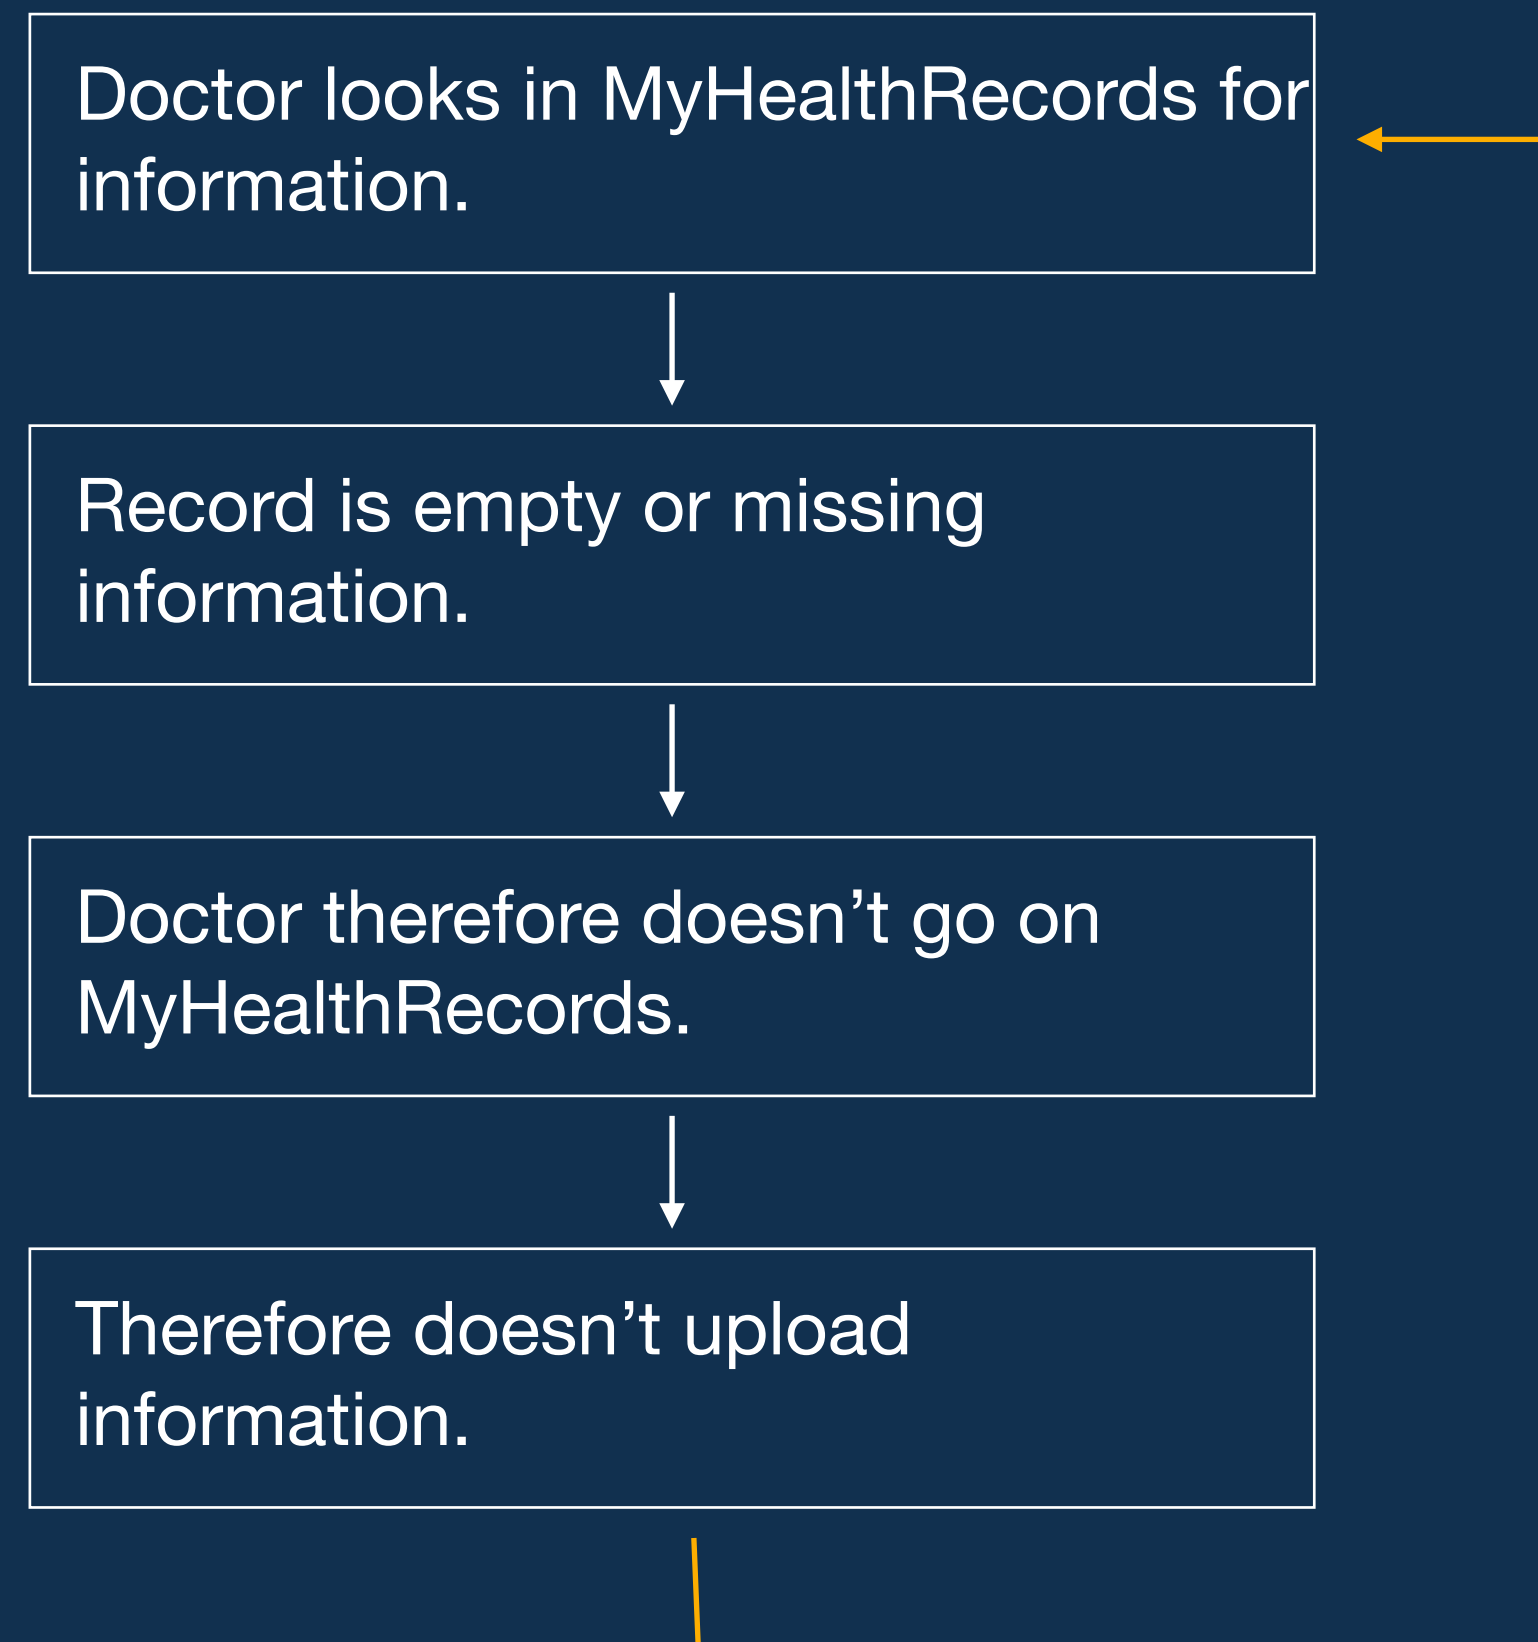 Doctor looks in MyHealthRecords for
information.
Record is empty or missing
information.
Doctor therefore doesn’t go on
MyHealthRecords.
Therefore doesn’t upload
information.